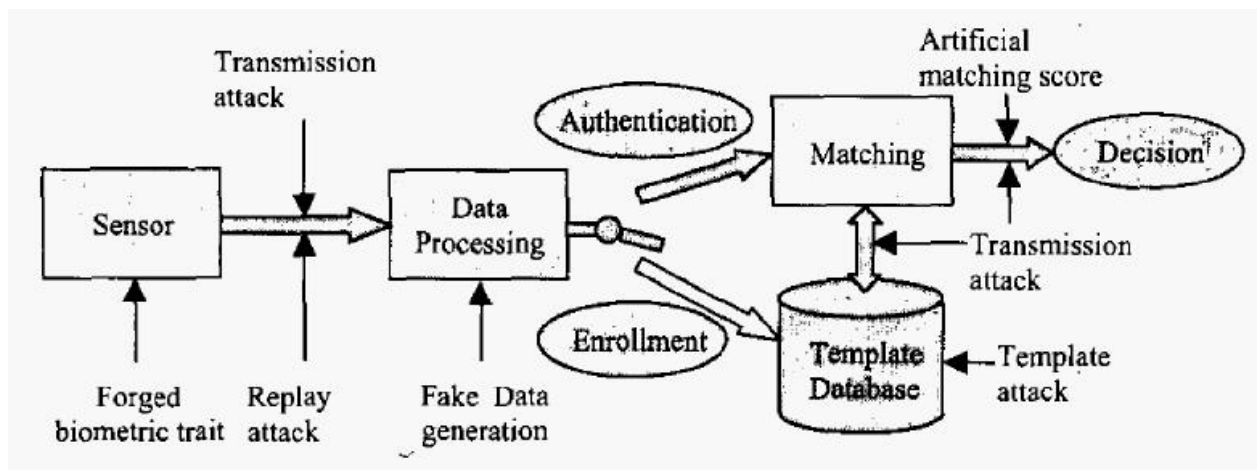 Transmission
attack
Artificial
matching score
Authentication
Matching
Decision
Sensor
Data
Processing
Transmission
attack
Enrollment
Template
Database
Template
attack
Forged
biometric trait
Replay
attack
Fake Data
generation